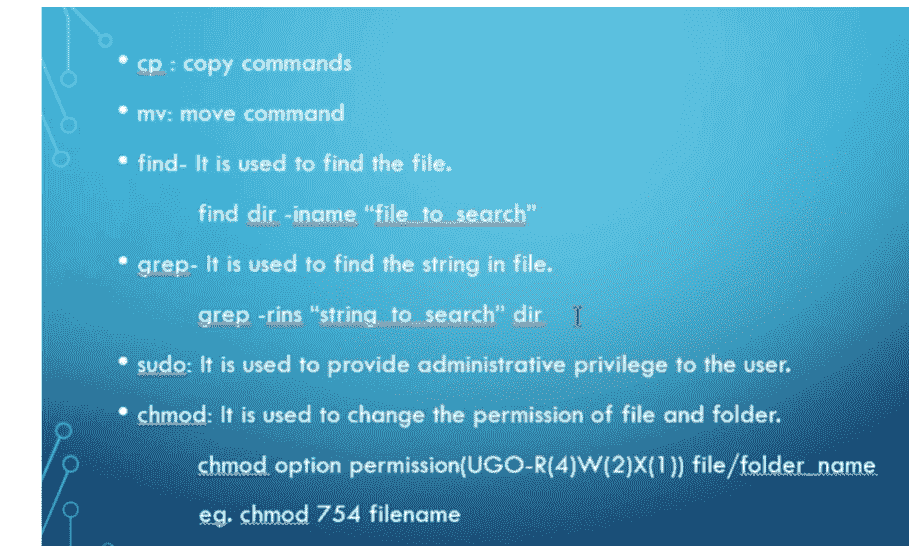 • cp : copy commands
• mv: move command
• find- It is used to find the file.
find dir -iname “file_to_search”
• grep- It is used to find the string in file.
grep -rins “string_to_search” dir
• sudo: It is used to provide administrative privilege to the user.
• chmod: It is used to change the permission of file and folder.
chmod option permission(UGO-R(4)W(2)X(1)) file/folder_name
eg. chmod 754 filename